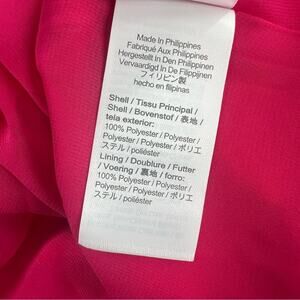 Made In Philippines
Fabriqué Aux Philippines
Hergestellt In Den Philippinen
Vervaardigd In De Filippijnen
フィリピン製
hecho en filipinas
Shell / Tissu Principal /
Shell / Bovenstof / 表地 /
tela exterior:
100% Polyester / Polyester /
Polyester / Polyester / ポリエ
ステル / poliéster
Lining / Doublure / Futter
/ Voering / 裏地 / forro:
100% Polyester / Polyester /
Polyester / Polyester / ポリエ
ステル / poliéster